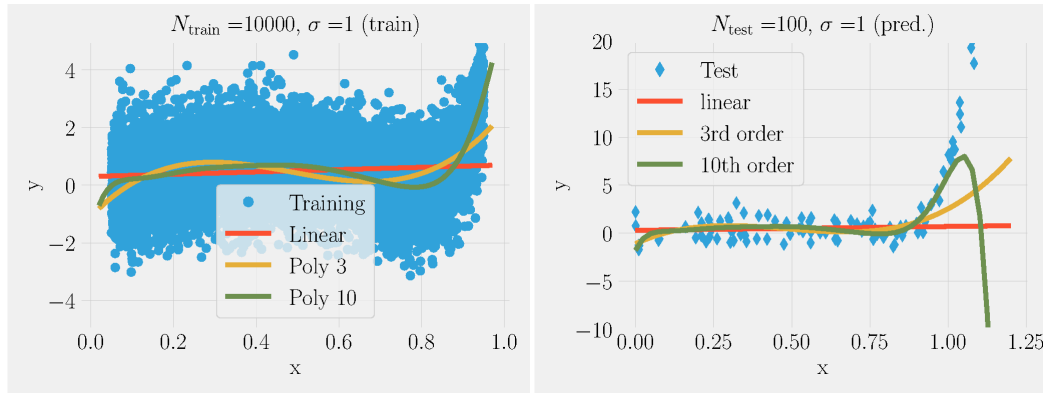 N_train =10000, σ =1 (train)
4
2
0
−2
−4
y
Training
Linear
Poly 3
Poly 10
0.0 0.2 0.4 0.6 0.8 1.0
x
N_test =100, σ =1 (pred.)
20
15
10
5
0
−5
−10
y
Test
linear
3rd order
10th order
0.00 0.25 0.50 0.75 1.00 1.25
x